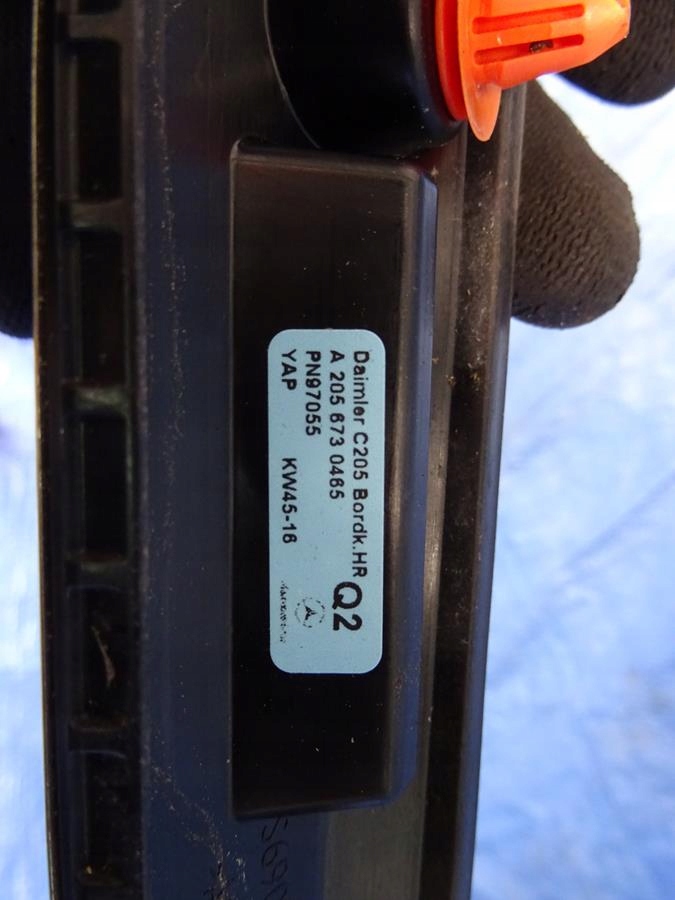 Daimler C205 Bordk.HR
A 205 673 0465
PN97055
Q2
YAP KW45-16